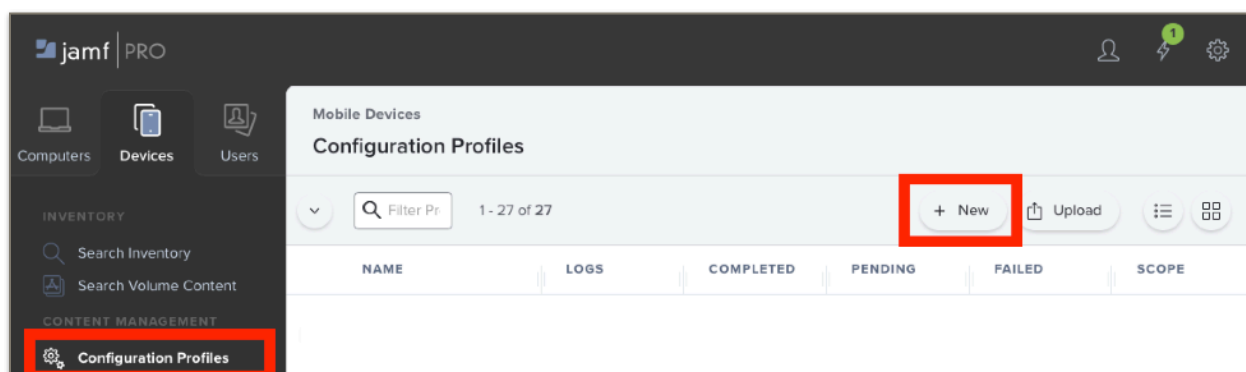 jamf PRO
1
Computers
Devices
Users
INVENTORY
Search Inventory
Search Volume Content
CONTENT MANAGEMENT
Configuration Profiles
Mobile Devices
Configuration Profiles
Filter Pr
1 - 27 of 27
+ New
Upload
NAME LOGS COMPLETED PENDING FAILED SCOPE